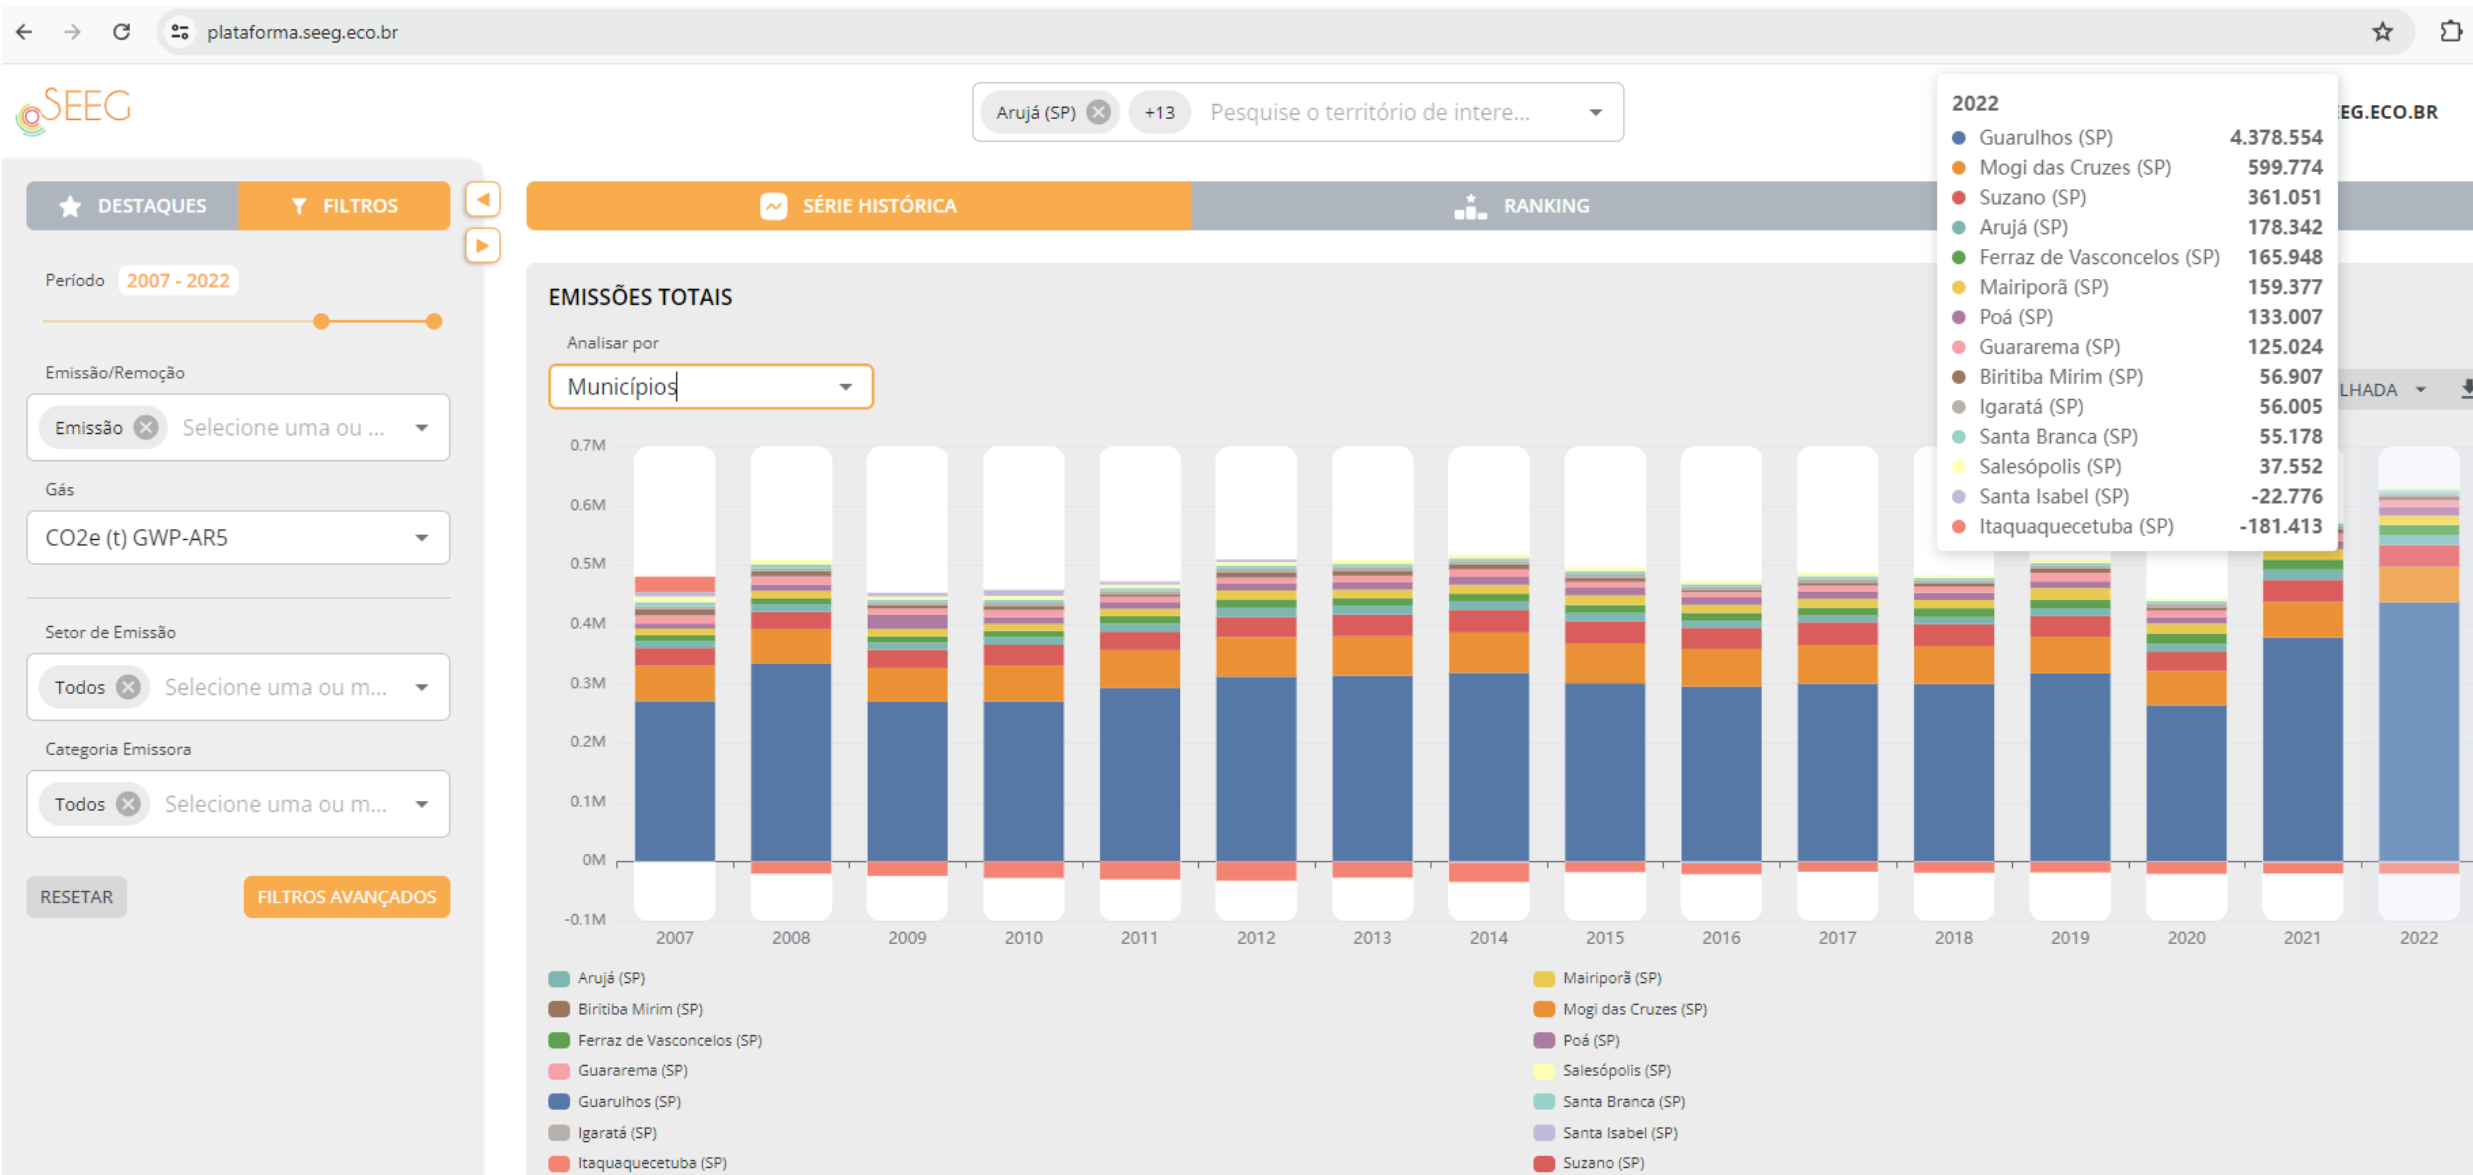 plataforma.seeg.eco.br
SEEG
Arujá (SP) +13 Pesquise o território de intere...
EG.ECO.BR
DESTAQUES FILTROS
SÉRIE HISTÓRICA RANKING
Período 2007 - 2022
Emissão/Remoção
Emissão Selecione uma ou ...
Gás
CO2e (t) GWP-AR5
Setor de Emissão
Todos Selecione uma ou m...
Categoria Emissora
Todos Selecione uma ou m...
RESETAR FILTROS AVANÇADOS
EMISSÕES TOTAIS
Analisar por
Municípios
LHADA
2022
Guarulhos (SP) 4.378.554
Mogi das Cruzes (SP) 599.774
Suzano (SP) 361.051
Arujá (SP) 178.342
Ferraz de Vasconcelos (SP) 165.948
Mairiporã (SP) 159.377
Poá (SP) 133.007
Guararema (SP) 125.024
Biritiba Mirim (SP) 56.907
Igaratá (SP) 56.005
Santa Branca (SP) 55.178
Salesópolis (SP) 37.552
Santa Isabel (SP) -22.776
Itaquaquecetuba (SP) -181.413
0.7M
0.6M
0.5M
0.4M
0.3M
0.2M
0.1M
0M
-0.1M
2007 2008 2009 2010 2011 2012 2013 2014 2015 2016 2017 2018 2019 2020 2021 2022
Arujá (SP)
Biritiba Mirim (SP)
Ferraz de Vasconcelos (SP)
Guararema (SP)
Guarulhos (SP)
Igaratá (SP)
Itaquaquecetuba (SP)
Mairiporã (SP)
Mogi das Cruzes (SP)
Poá (SP)
Salesópolis (SP)
Santa Branca (SP)
Santa Isabel (SP)
Suzano (SP)